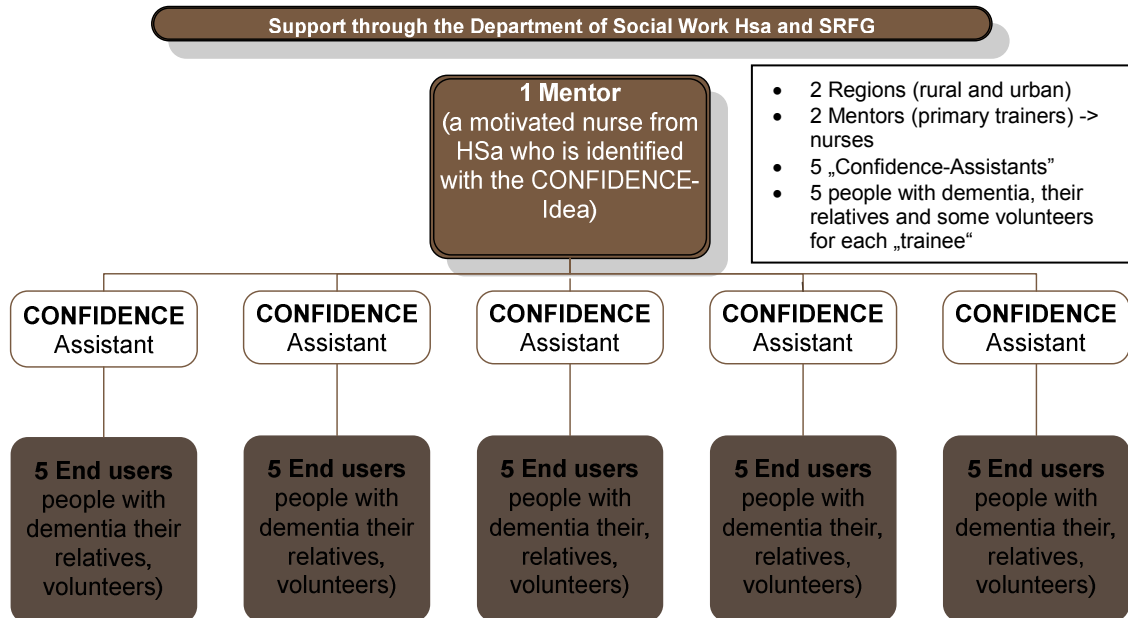 Support through the Department of Social Work Hsa and SRFG
1 Mentor
(a motivated nurse from
HSa who is identified
with the CONFIDENCE-
Idea)
• 2 Regions (rural and urban)
• 2 Mentors (primary trainers) ->
nurses
• 5 „Confidence-Assistants”
• 5 people with dementia, their
relatives and some volunteers
for each „trainee“
CONFIDENCE
Assistant
CONFIDENCE
Assistant
CONFIDENCE
Assistant
CONFIDENCE
Assistant
CONFIDENCE
Assistant
5 End users
people with
dementia their
relatives,
volunteers)
5 End users
people with
dementia their
relatives,
volunteers)
5 End users
people with
dementia their,
relatives,
volunteers)
5 End users
people with
dementia their,
relatives,
volunteers)
5 End users
people with
dementia their,
relatives,
volunteers)